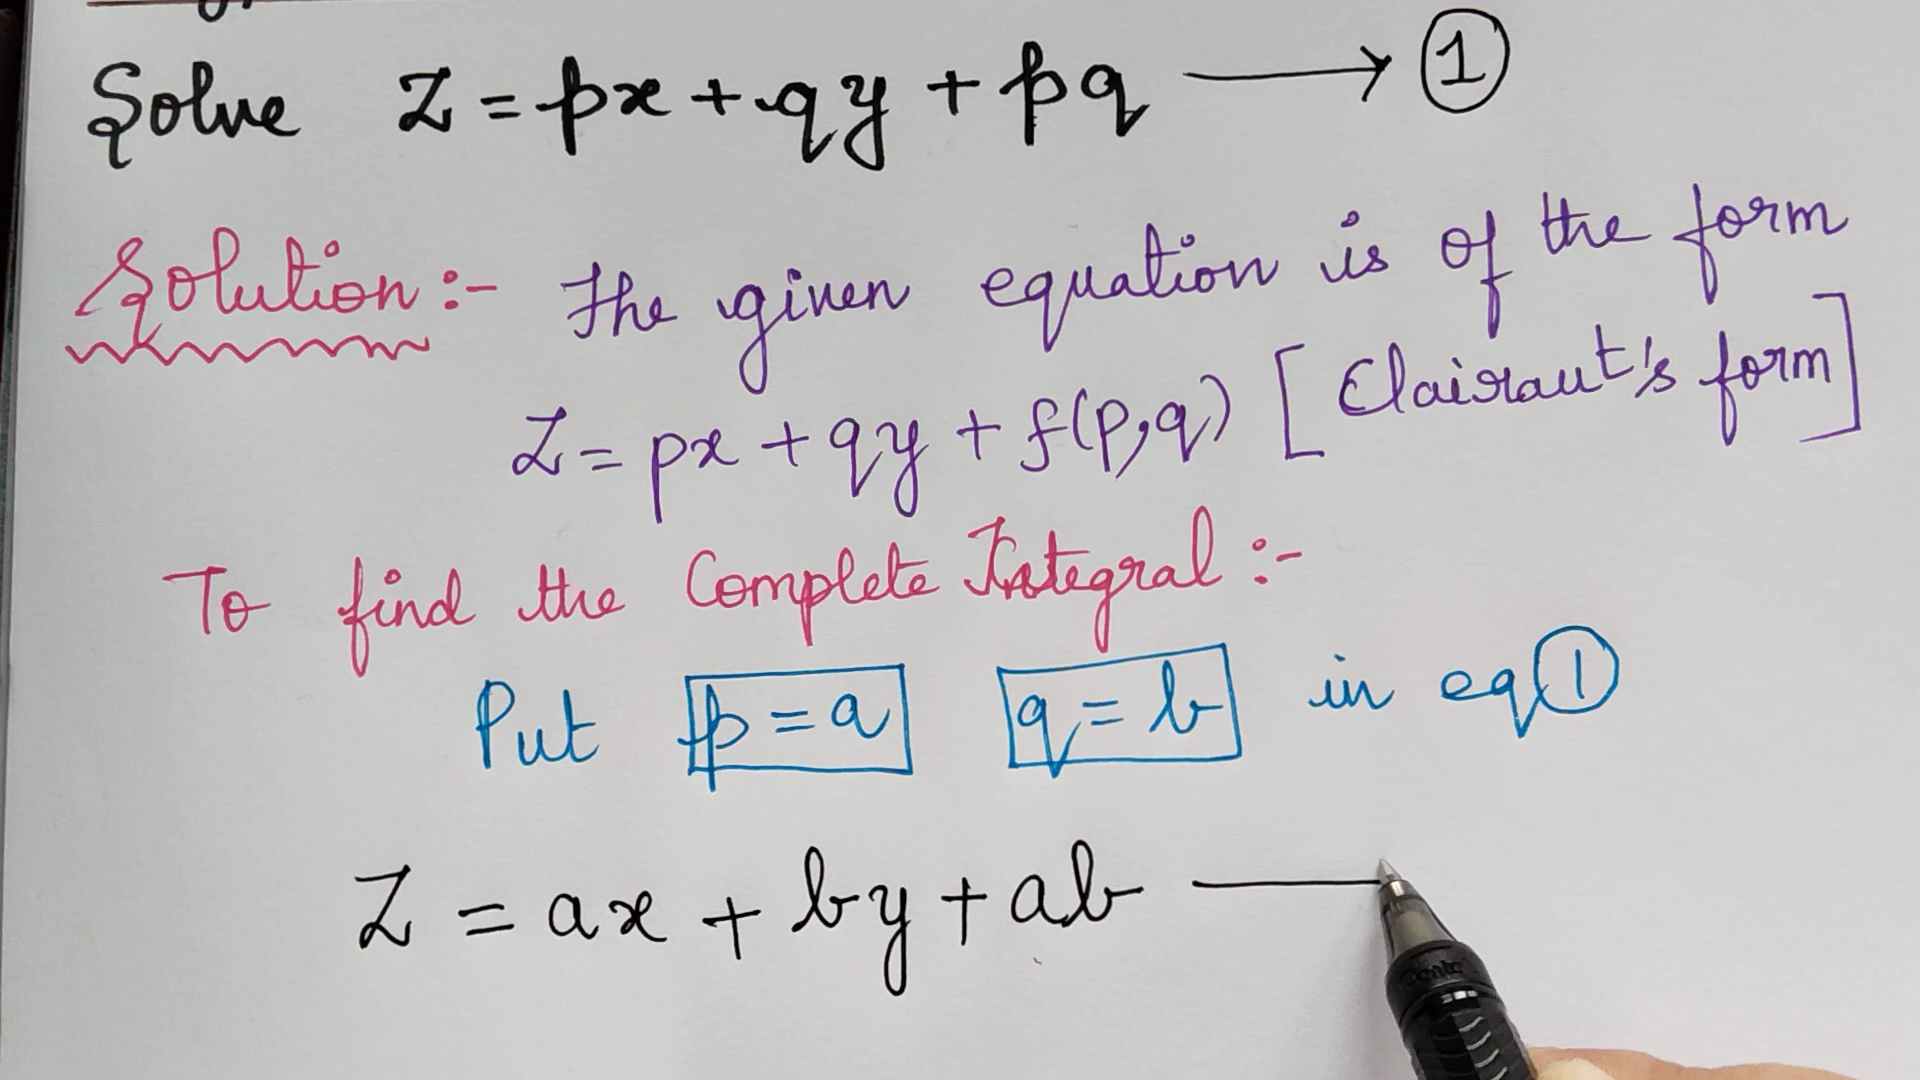 Solve Z = px + qy + pq → ①
Solution :- The given equation is of the form
Z = px + qy + f(p,q) [Clairaut's form]
To find the Complete Integral :-
Put p = a q = b in eq ①
Z = ax + by + ab —